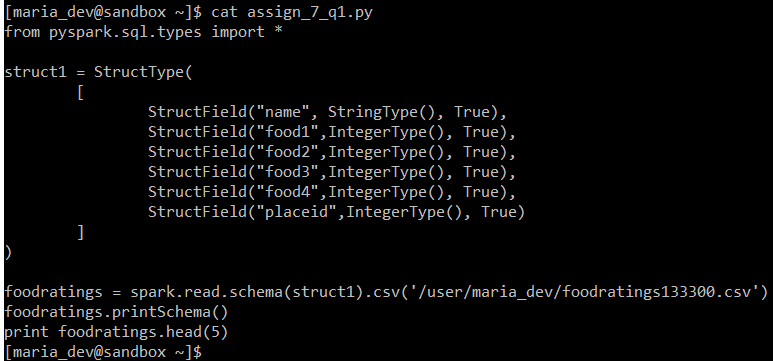 [maria_dev@sandbox ~]$ cat assign_7_q1.py
from pyspark.sql.types import *
struct1 = StructType(
[
StructField("name", StringType(), True),
StructField("food1",IntegerType(), True),
StructField("food2",IntegerType(), True),
StructField("food3",IntegerType(), True),
StructField("food4",IntegerType(), True),
StructField("placeid",IntegerType(), True)
]
)
foodratings = spark.read.schema(struct1).csv('/user/maria_dev/foodratings133300.csv')
foodratings.printSchema()
print foodratings.head(5)
[maria_dev@sandbox ~]$